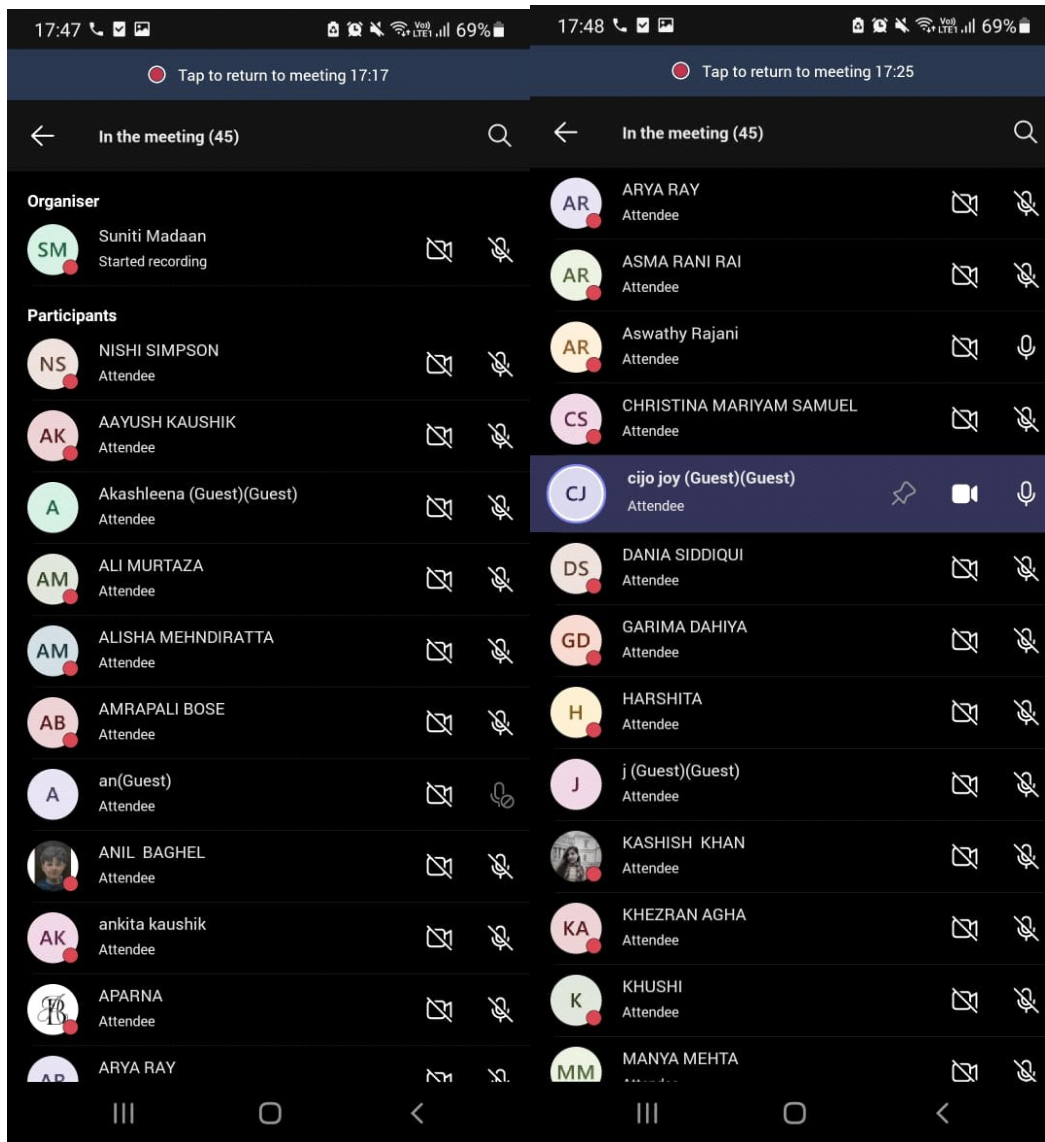 17:47
Vo))
LTE1
69%
Tap to return to meeting 17:17
In the meeting (45)
Organiser
SM
Suniti Madaan
Started recording
Participants
NS
NISHI SIMPSON
Attendee
AK
AAYUSH KAUSHIK
Attendee
A
Akashleena (Guest)(Guest)
Attendee
AM
ALI MURTAZA
Attendee
AM
ALISHA MEHNDIRATTA
Attendee
AB
AMRAPALI BOSE
Attendee
A
an(Guest)
Attendee
ANIL  BAGHEL
Attendee
AK
ankita kaushik
Attendee
APARNA
Attendee
AR
ARYA RAY
17:48
Vo))
LTE1
69%
Tap to return to meeting 17:25
In the meeting (45)
AR
ARYA RAY
Attendee
AR
ASMA RANI RAI
Attendee
AR
Aswathy Rajani
Attendee
CS
CHRISTINA MARIYAM SAMUEL
Attendee
CJ
cijo joy (Guest)(Guest)
Attendee
DS
DANIA SIDDIQUI
Attendee
GD
GARIMA DAHIYA
Attendee
H
HARSHITA
Attendee
J
j (Guest)(Guest)
Attendee
KASHISH  KHAN
Attendee
KA
KHEZRAN AGHA
Attendee
K
KHUSHI
Attendee
MM
MANYA MEHTA